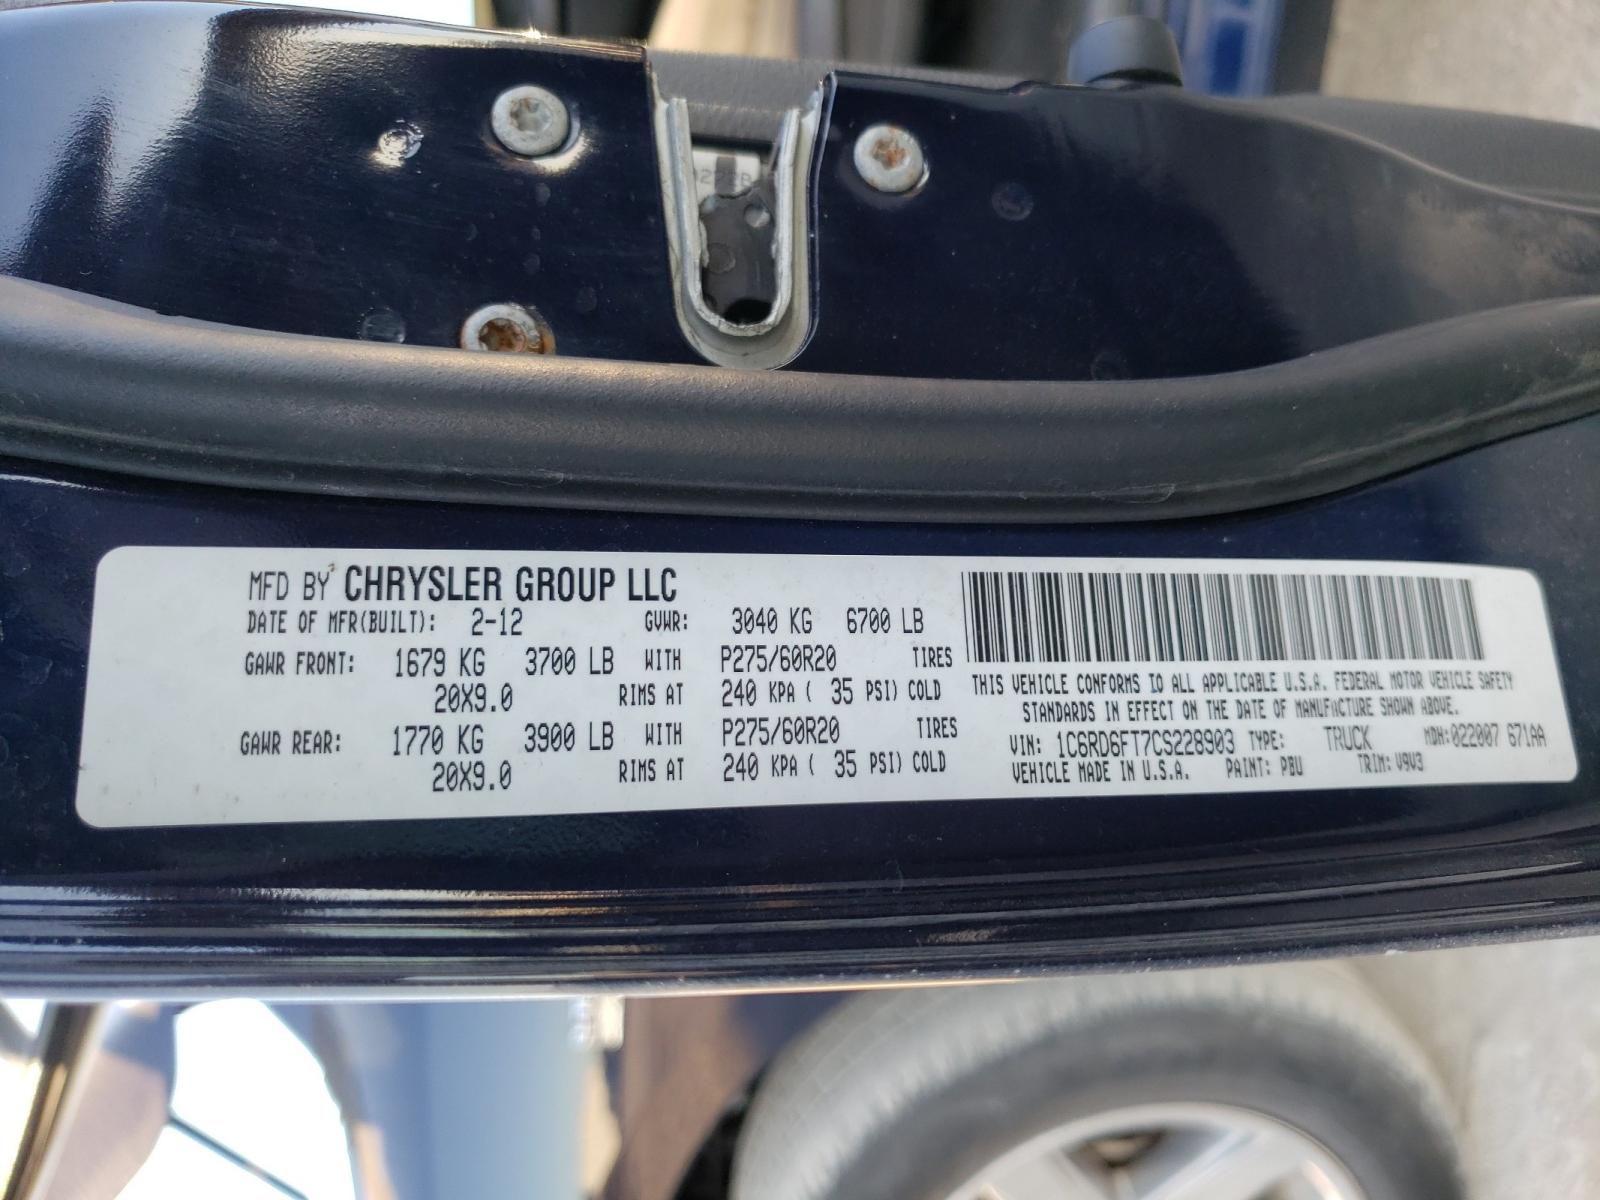 MFD BY CHRYSLER GROUP LLC
DATE OF MFR(BUILT): 2-12 GVWR: 3040 KG 6700 LB
GAWR FRONT: 1679 KG 3700 LB WITH P275/60R20 TIRES
20X9.0 RIMS AT 240 KPA ( 35 PSI) COLD
GAWR REAR: 1770 KG 3900 LB WITH P275/60R20 TIRES
20X9.0 RIMS AT 240 KPA ( 35 PSI) COLD
THIS VEHICLE CONFORMS TO ALL APPLICABLE U.S.A. FEDERAL MOTOR VEHICLE SAFETY
STANDARDS IN EFFECT ON THE DATE OF MANUFACTURE SHOWN ABOVE.
VIN: 1C6RD6FT7CS228903 TYPE: TRUCK MDH:022007 671AA
VEHICLE MADE IN U.S.A. PAINT: PBU TRIM: V9V3